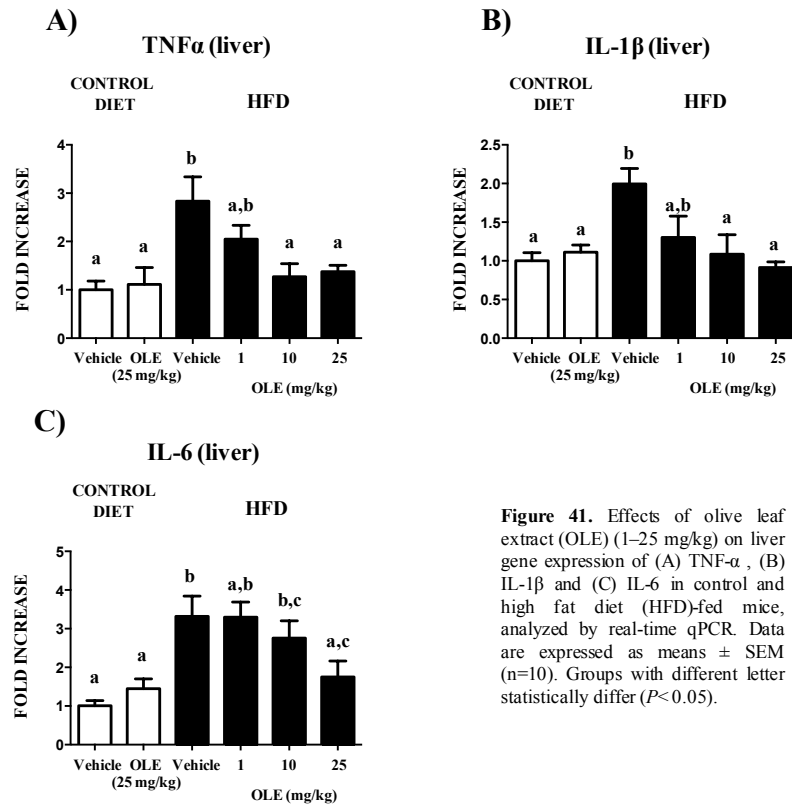 A)
TNFα (liver)
CONTROL
DIET
HFD
FOLD INCREASE
4
3
2
1
0
a
a
b
a,b
a
a
Vehicle OLE Vehicle 1 10 25
(25 mg/kg)
OLE (mg/kg)
B)
IL-1β (liver)
CONTROL
DIET
HFD
FOLD INCREASE
2.5
2.0
1.5
1.0
0.5
0.0
a
a
b
a,b
a
a
Vehicle OLE Vehicle 1 10 25
(25 mg/kg)
OLE (mg/kg)
C)
IL-6 (liver)
CONTROL
DIET
HFD
FOLD INCREASE
5
4
3
2
1
0
a
a
b
a,b
b,c
a,c
Vehicle OLE Vehicle 1 10 25
(25 mg/kg)
OLE (mg/kg)
Figure 41. Effects of olive leaf
extract (OLE) (1–25 mg/kg) on liver
gene expression of (A) TNF-α , (B)
IL-1β and (C) IL-6 in control and
high fat diet (HFD)-fed mice,
analyzed by real-time qPCR. Data
are expressed as means ± SEM
(n=10). Groups with different letter
statistically differ (P< 0.05).